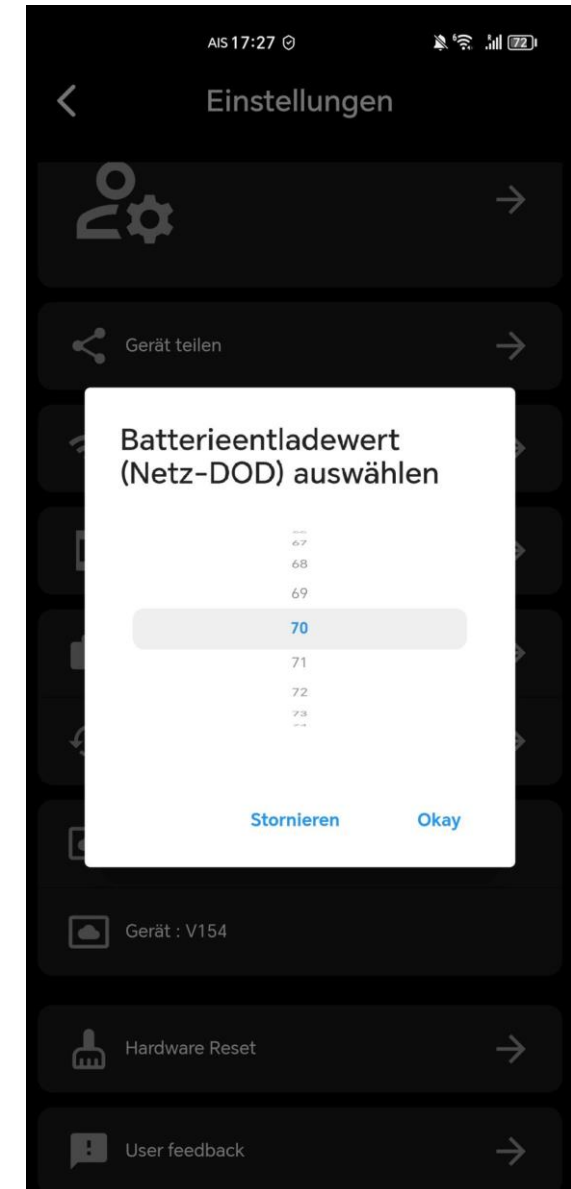 AIS 17:27 72
Einstellungen
Gerät teilen
Batterieentladewert
(Netz-DOD) auswählen
67
68
69
70
71
72
73
Stornieren Okay
Gerät : V154
Hardware Reset
User feedback